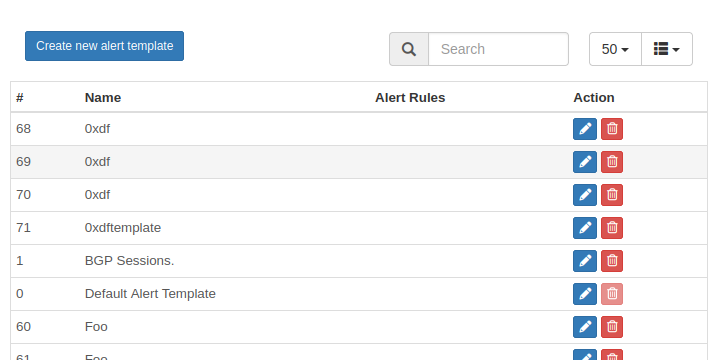 Create new alert template
Search
50
# Name Alert Rules Action
68 0xdf
69 0xdf
70 0xdf
71 0xdftemplate
1 BGP Sessions.
0 Default Alert Template
60 Foo
61 Foo